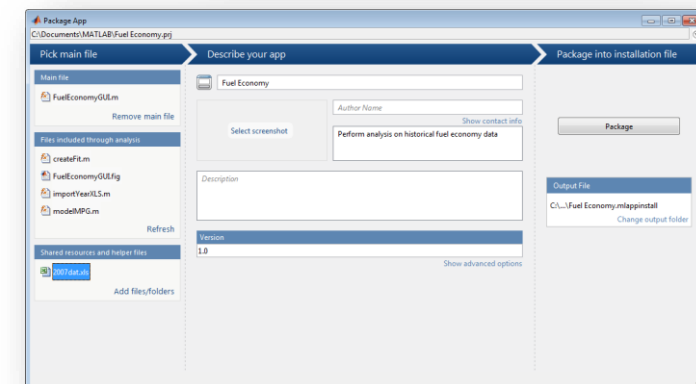 Package App
C:\Documents\MATLAB\Fuel Economy.prj
Pick main file
Describe your app
Package into installation file
Main file
FuelEconomyGUI.m
Remove main file
Files included through analysis
createFit.m
FuelEconomyGUI.fig
importYearXLS.m
modelMPG.m
Refresh
Shared resources and helper files
2007dat.xls
Add files/folders
Fuel Economy
Select screenshot
Author Name
Show contact info
Perform analysis on historical fuel economy data
Description
Version
1.0
Show advanced options
Package
Output File
C:\...\Fuel Economy.mlappinstall
Change output folder